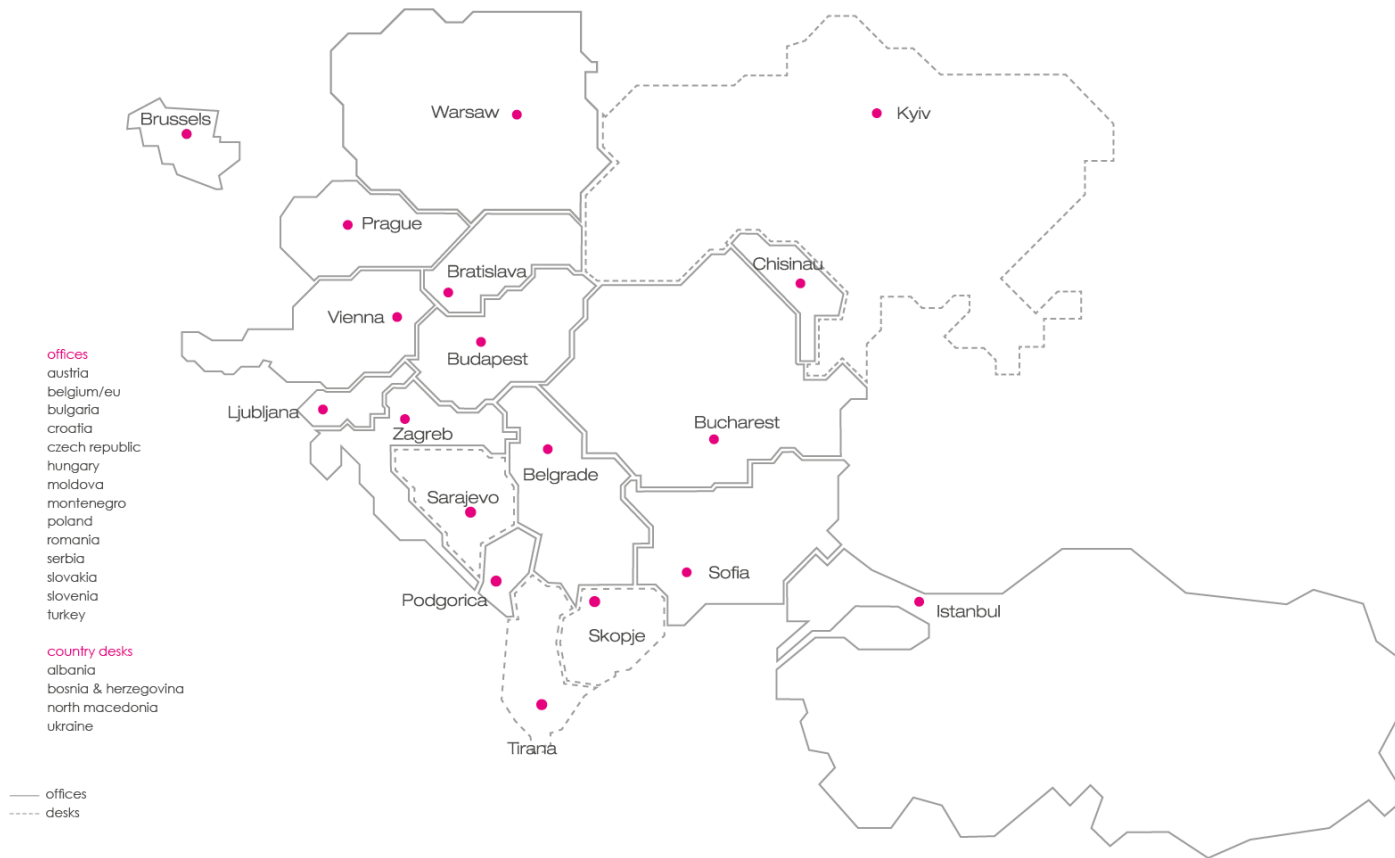 Warsaw
Kyiv
Brussels
Prague
Chisinau
Bratislava
Vienna
Budapest
Ljubljana
Zagreb
Bucharest
Belgrade
Sarajevo
Sofia
Podgorica
Istanbul
Skopje
Tirana
offices
austria
belgium/eu
bulgaria
croatia
czech republic
hungary
moldova
montenegro
poland
romania
serbia
slovakia
slovenia
turkey
country desks
albania
bosnia & herzegovina
north macedonia
ukraine
offices
desks